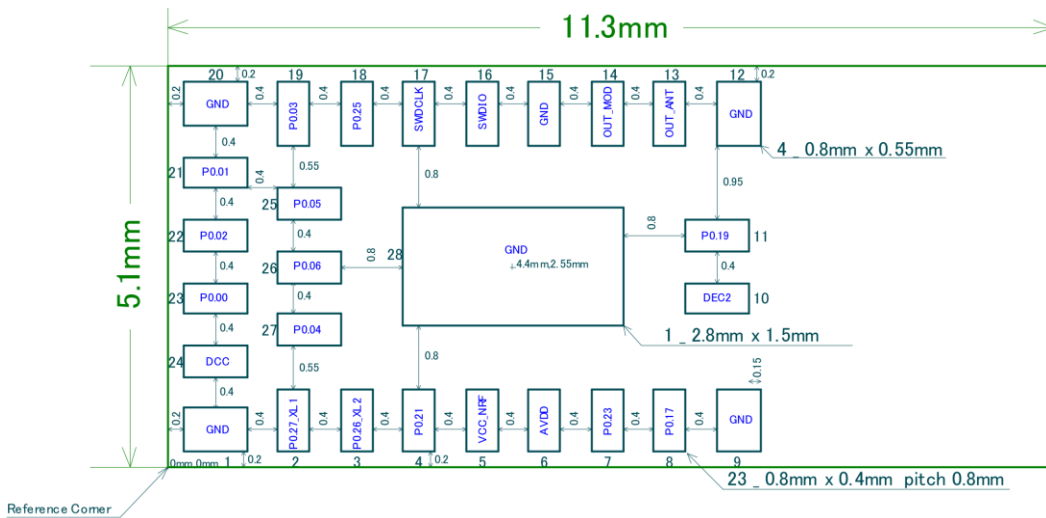 11.3mm
20 0.2 19 18 17 16 15 14 13 12 0.2
0.2 GND 0.4 P0.03 0.4 P0.25 0.4 SWDCLK 0.4 SWDIO 0.4 GND 0.4 OUT_MOD 0.4 OUT_ANT 0.4 GND
0.4 4 _ 0.8mm x 0.55mm
0.55 0.8 0.95
21 P0.01 0.4
25 P0.05
22 P0.02 0.4 0.4 GND 0.8 P0.19 11
5.1mm
26 P0.06 0.8 28 4.4mm,2.55mm
0.4 0.4 0.4
23 P0.00 DEC2 10
27 P0.04 1 _ 2.8mm x 1.5mm
0.4
24 DCC 0.55 0.8 0.15
0.4
0.2 GND 0.4 P0.27_XL1 0.4 P0.26_XL2 0.4 P0.21 0.4 VCC_NRF 0.4 AVDD 0.4 P0.23 0.4 P0.17 0.4 GND
0mm,0mm 1 0.2 2 3 4 0.2 5 6 7 8 9
23 _ 0.8mm x 0.4mm pitch 0.8mm
Reference Corner